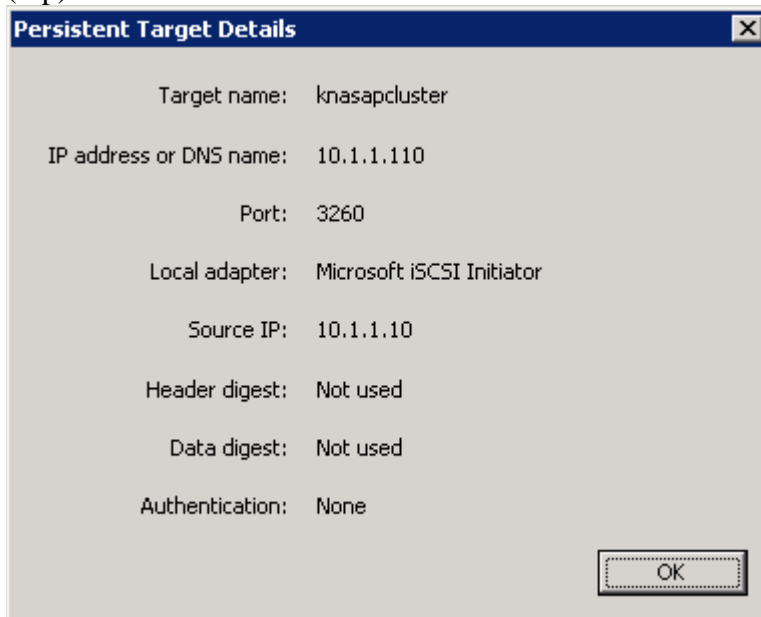 Persistent Target Details
Target name: knasapcluster
IP address or DNS name: 10.1.1.110
Port: 3260
Local adapter: Microsoft iSCSI Initiator
Source IP: 10.1.1.10
Header digest: Not used
Data digest: Not used
Authentication: None
OK